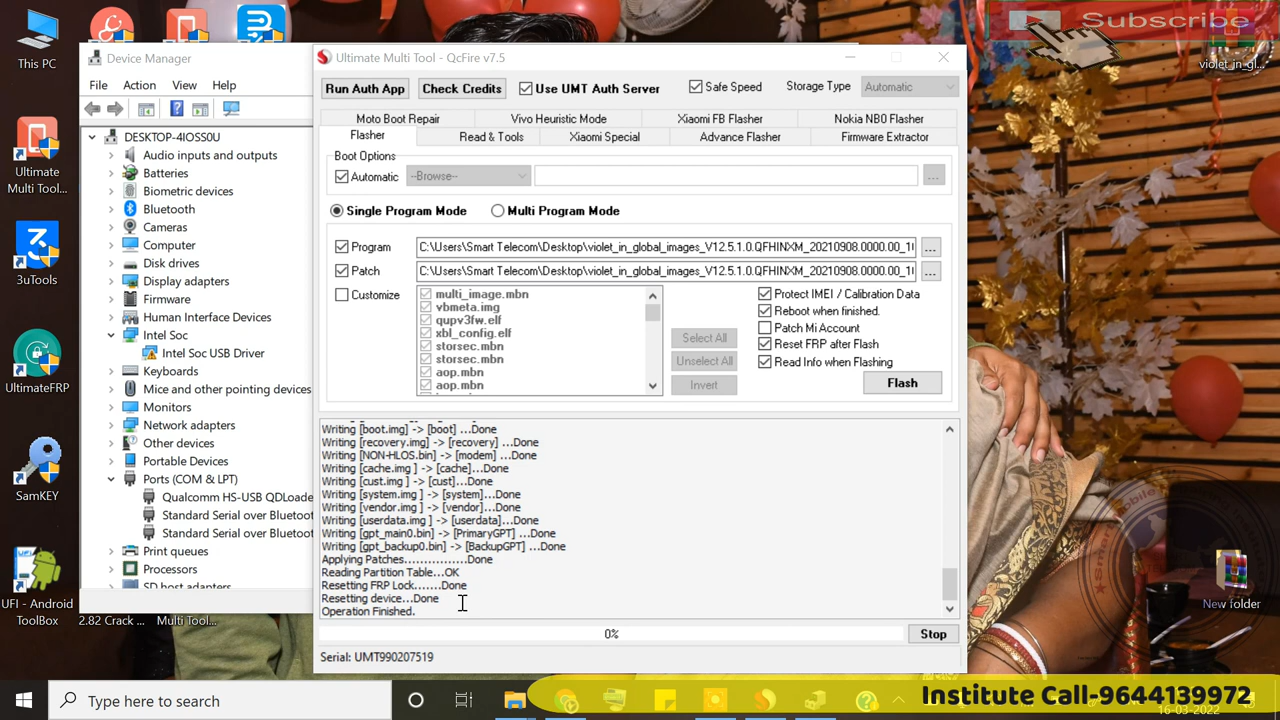 Subscribe
This PC
violet_in_gl...
Device Manager
File Action View Help
DESKTOP-4IOSS0U
Audio inputs and outputs
Batteries
Biometric devices
Bluetooth
Cameras
Computer
Disk drives
Display adapters
Firmware
Human Interface Devices
Intel Soc
Intel Soc USB Driver
Keyboards
Mice and other pointing devices
Monitors
Network adapters
Other devices
Portable Devices
Ports (COM & LPT)
Qualcomm HS-USB QDLoade
Standard Serial over Bluetoot
Standard Serial over Bluetoot
Print queues
Processors
SD host adapters
Ultimate
Multi Tool...
3uTools
UltimateFRP
SamKEY
UFI - Android
ToolBox
2.82 Crack ...
Multi Tool...
New folder
Ultimate Multi Tool - QcFire v7.5
Run Auth App Check Credits Use UMT Auth Server Safe Speed Storage Type Automatic
Moto Boot Repair Vivo Heuristic Mode Xiaomi FB Flasher Nokia NB0 Flasher
Flasher Read & Tools Xiaomi Special Advance Flasher Firmware Extractor
Boot Options
Automatic --Browse-- ...
Single Program Mode Multi Program Mode
Program C:\Users\Smart Telecom\Desktop\violet_in_global_images_V12.5.1.0.QFHINXM_20210908.0000.00_1 ...
Patch C:\Users\Smart Telecom\Desktop\violet_in_global_images_V12.5.1.0.QFHINXM_20210908.0000.00_1 ...
Customize
multi_image.mbn
vbmeta.img
qupv3fw.elf
xbl_config.elf
storsec.mbn
storsec.mbn
aop.mbn
aop.mbn
Select All
Unselect All
Invert
Protect IMEI / Calibration Data
Reboot when finished.
Patch Mi Account
Reset FRP after Flash
Read Info when Flashing
Flash
Writing [boot.img] -> [boot] ...Done
Writing [recovery.img] -> [recovery] ...Done
Writing [NON-HLOS.bin] -> [modem] ...Done
Writing [cache.img ] -> [cache]...Done
Writing [cust.img ] -> [cust]...Done
Writing [system.img ] -> [system]...Done
Writing [vendor.img ] -> [vendor]...Done
Writing [userdata.img ] -> [userdata]...Done
Writing [gpt_main0.bin] -> [PrimaryGPT] ...Done
Writing [gpt_backup0.bin] -> [BackupGPT] ...Done
Applying Patches...............Done
Reading Partition Table...OK
Resetting FRP Lock.......Done
Resetting device...Done
Operation Finished.
0% Stop
Serial: UMT990207519
Type here to search
Institute Call-9644139972
16-03-2022